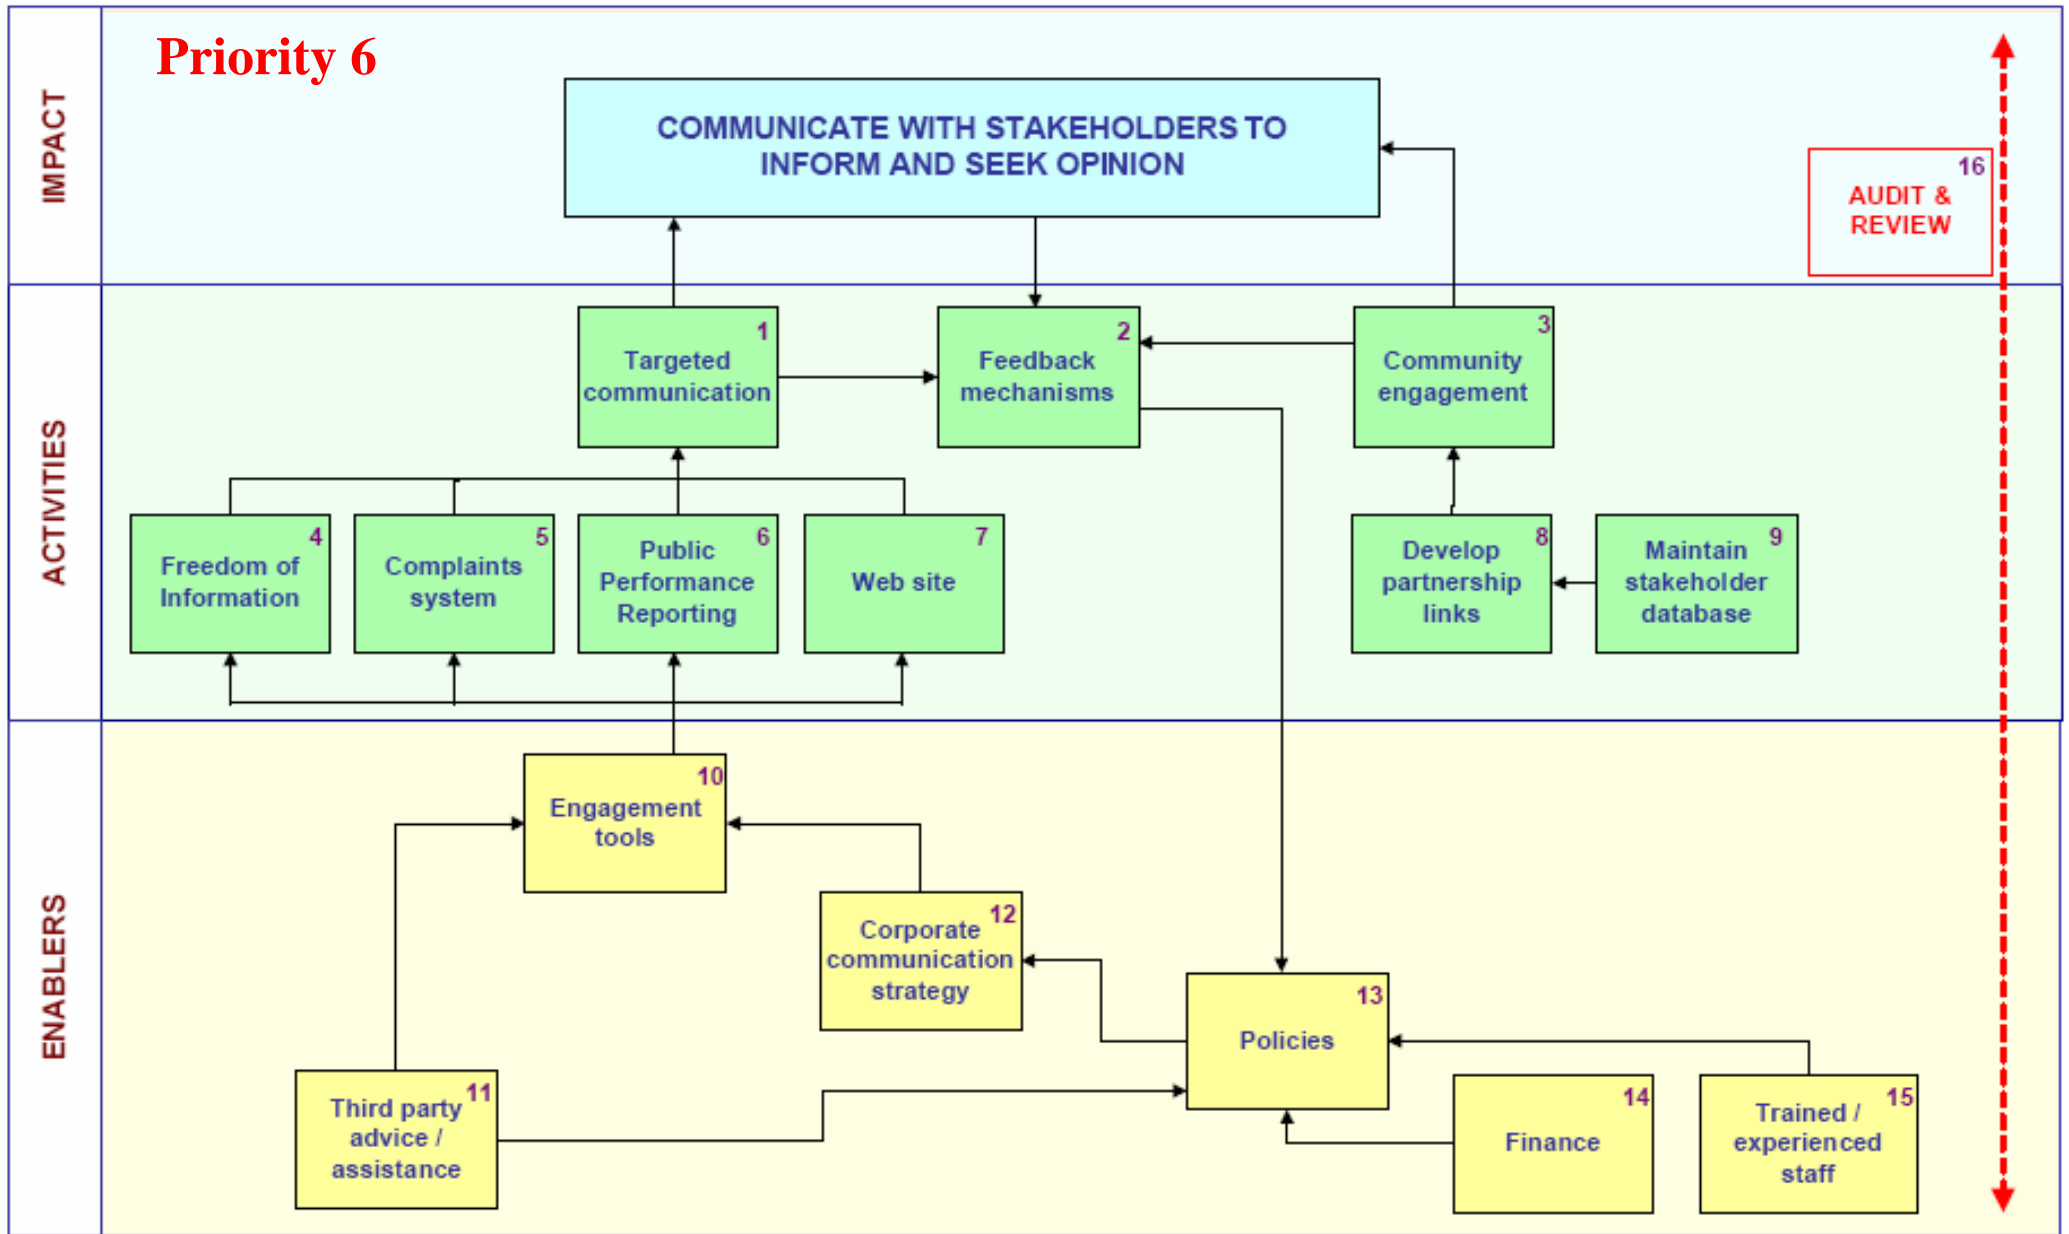 Priority 6
IMPACT
COMMUNICATE WITH STAKEHOLDERS TO
INFORM AND SEEK OPINION
16
AUDIT &
REVIEW
ACTIVITIES
1
Targeted
communication
2
Feedback
mechanisms
3
Community
engagement
4
Freedom of
Information
5
Complaints
system
6
Public
Performance
Reporting
7
Web site
8
Develop
partnership
links
9
Maintain
stakeholder
database
ENABLERS
10
Engagement
tools
12
Corporate
communication
strategy
13
Policies
11
Third party
advice /
assistance
14
Finance
15
Trained /
experienced
staff